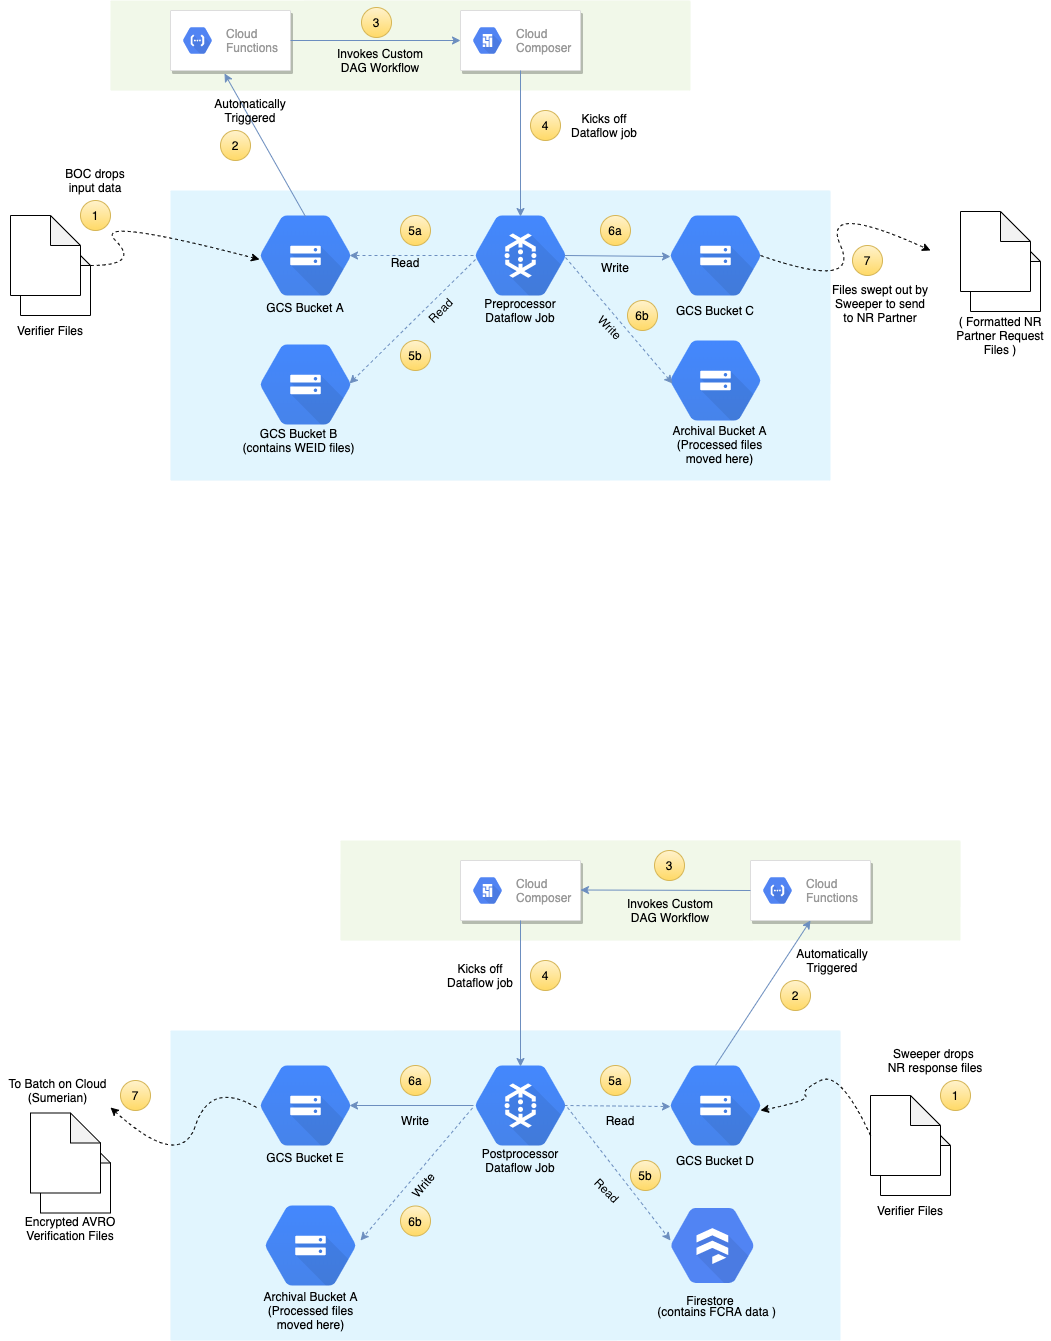 3
Cloud
Functions
Cloud
Composer
Invokes Custom
DAG Workflow
Automatically
Triggered
2
4
Kicks off
Dataflow job
BOC drops
input data
1
5a
Read
6a
Write
7
GCS Bucket A
Preprocessor
Dataflow Job
GCS Bucket C
Files swept out by
Sweeper to send
to NR Partner
Verifier Files
( Formatted NR
Partner Request
Files )
Read
5b
Write
6b
GCS Bucket B
(contains WEID files)
Archival Bucket A
(Processed files
moved here)
3
Cloud
Composer
Cloud
Functions
Invokes Custom
DAG Workflow
Kicks off
Dataflow job
4
Automatically
Triggered
2
Sweeper drops
NR response files
1
To Batch on Cloud
(Sumerian)
7
6a
Write
5a
Read
GCS Bucket E
Postprocessor
Dataflow Job
GCS Bucket D
Write
6b
Read
5b
Verifier Files
Encrypted AVRO
Verification Files
Archival Bucket A
(Processed files
moved here)
Firestore
(contains FCRA data )